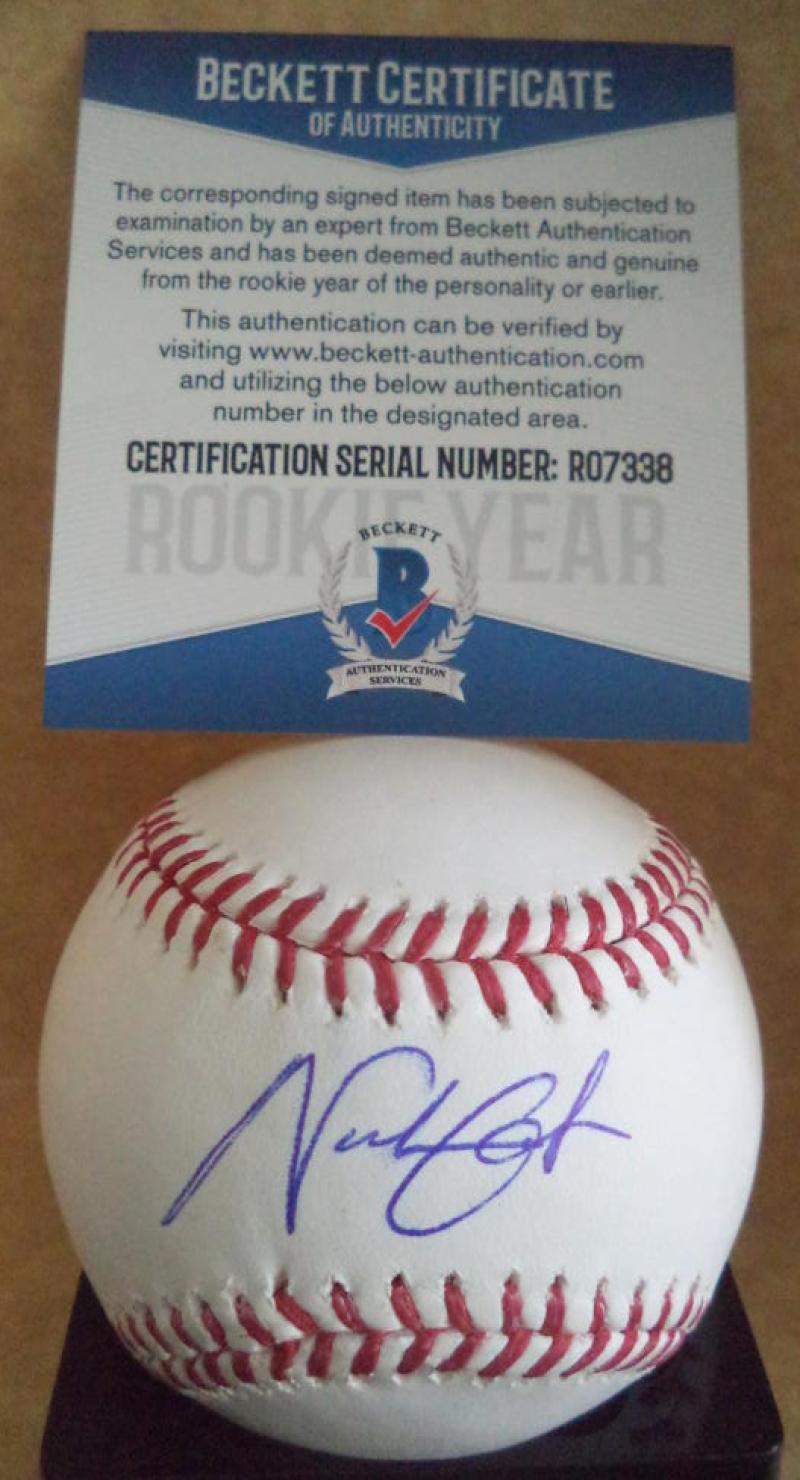 BECKETT CERTIFICATE
OF AUTHENTICITY
The corresponding signed item has been subjected to
examination by an expert from Beckett Authentication
Services and has been deemed authentic and genuine
from the rookie year of the personality or earlier.
This authentication can be verified by
visiting www.beckett-authentication.com
and utilizing the below authentication
number in the designated area.
CERTIFICATION SERIAL NUMBER: R07338
ROOKIE YEAR
BECKETT
B
AUTHENTICATION
SERVICES